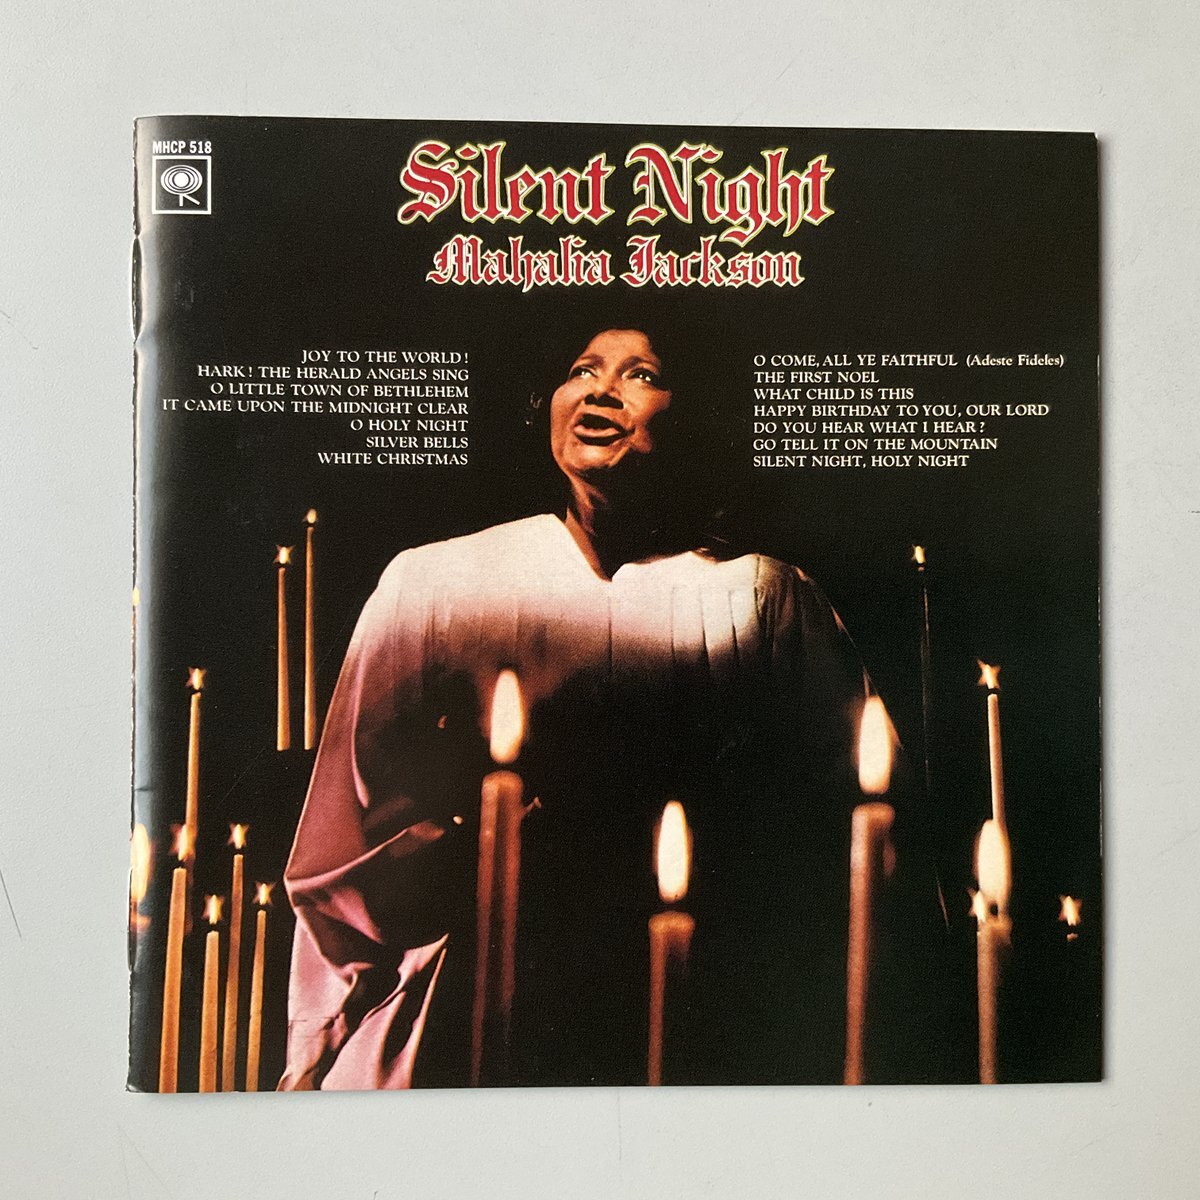 MHCP 518
Silent Night
Mahalia Jackson
JOY TO THE WORLD!
HARK! THE HERALD ANGELS SING
O LITTLE TOWN OF BETHLEHEM
IT CAME UPON THE MIDNIGHT CLEAR
O HOLY NIGHT
SILVER BELLS
WHITE CHRISTMAS
O COME, ALL YE FAITHFUL (Adeste Fideles)
THE FIRST NOEL
WHAT CHILD IS THIS
HAPPY BIRTHDAY TO YOU, OUR LORD
DO YOU HEAR WHAT I HEAR?
GO TELL IT ON THE MOUNTAIN
SILENT NIGHT, HOLY NIGHT